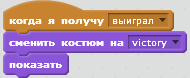 когда я получу выиграл
сменить костюм на victory
показать